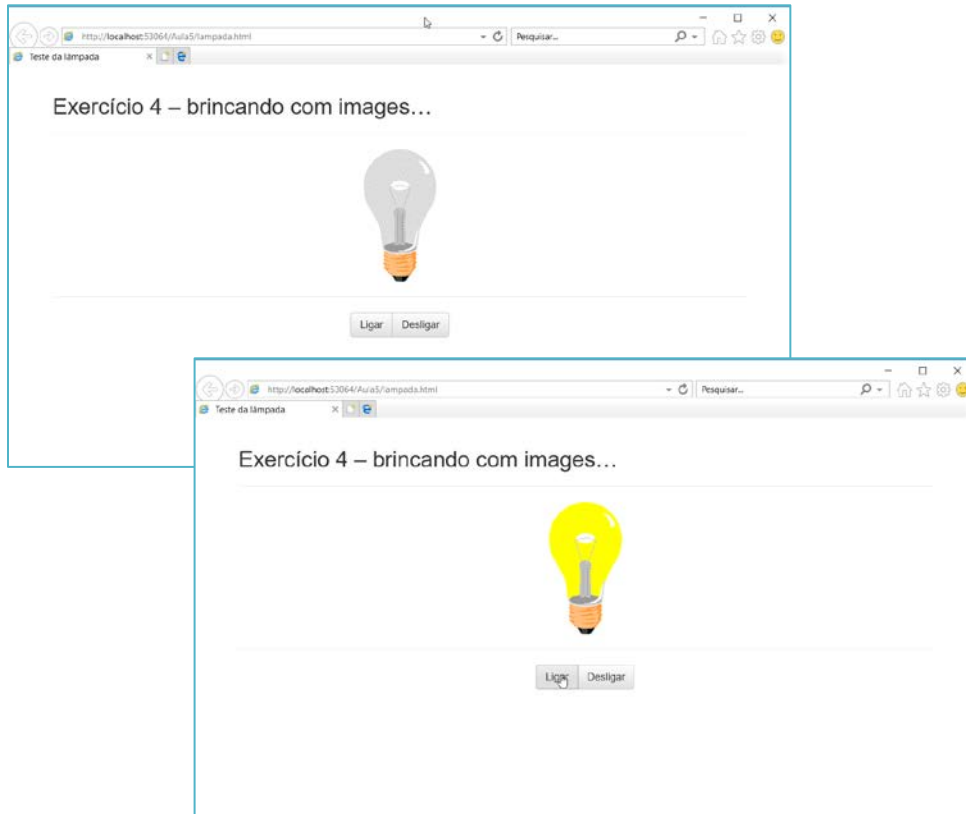 http://localhost:53064/Aula5/lampada.html
Pesquisar...
Teste da lâmpada
Exercício 4 – brincando com images…
Ligar Desligar
http://localhost:53064/Aula5/lampada.html
Pesquisar...
Teste da lâmpada
Exercício 4 – brincando com images…
Ligar Desligar